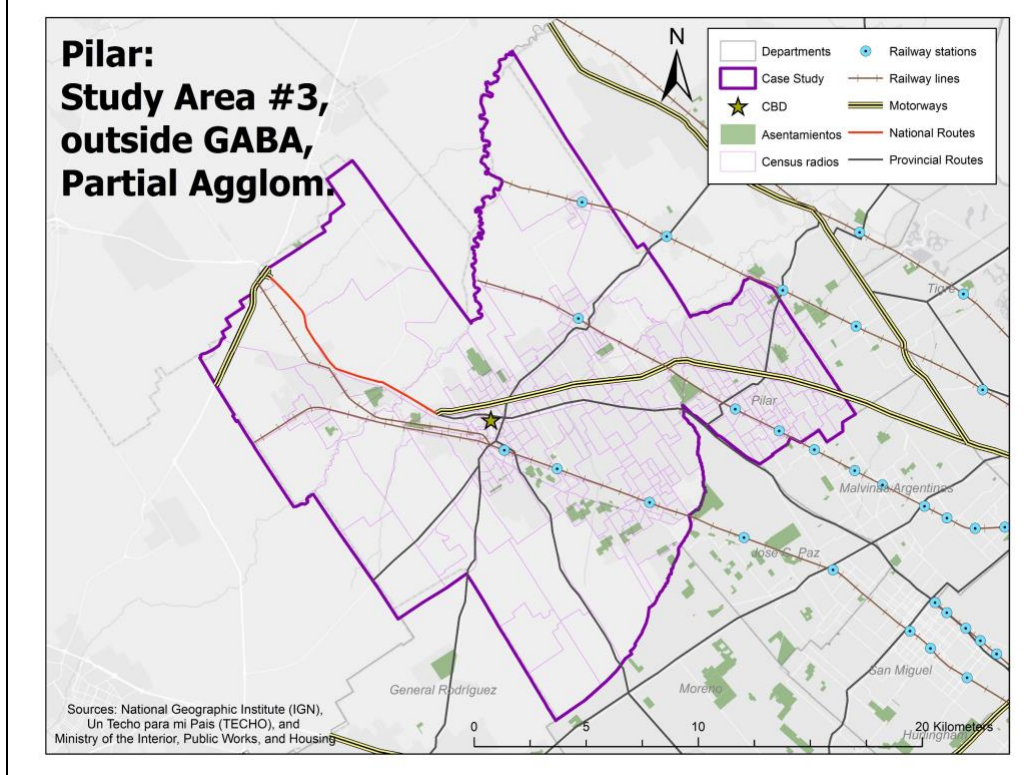 Pilar:
Study Area #3,
outside GABA,
Partial Agglom.
N
Departments
Case Study
CBD
Asentamientos
Census radios
Railway stations
Railway lines
Motorways
National Routes
Provincial Routes
Tigre
Pilar
Malvinas Argentinas
Jose C. Paz
San Miguel
General Rodriguez
Moreno
Hurlingham
Sources: National Geographic Institute (IGN),
Un Techo para mi Pais (TECHO), and
Ministry of the Interior, Public Works, and Housing
0 5 10 20 Kilometers